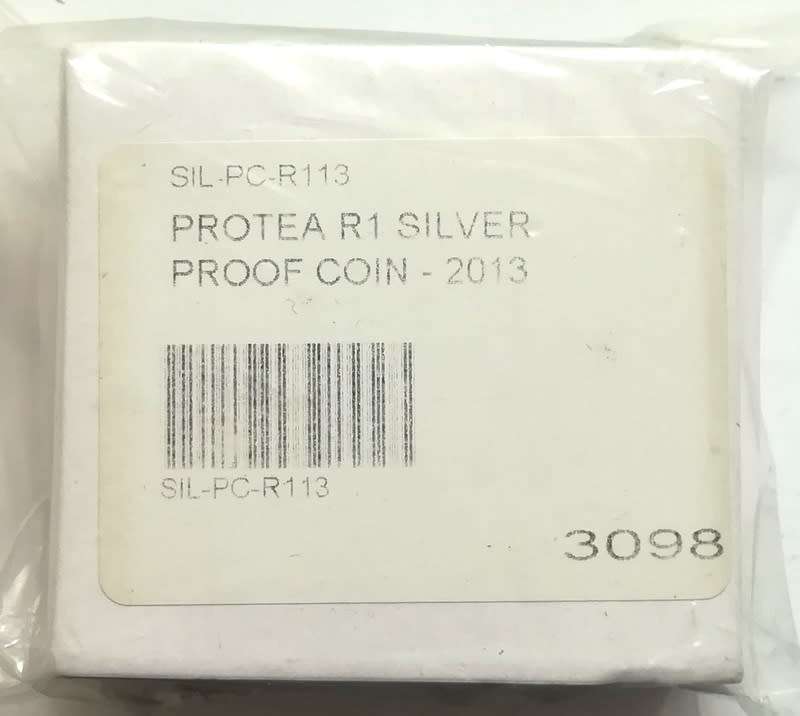 SIL-PC-R113
PROTEA R1 SILVER
PROOF COIN - 2013
SIL-PC-R113
3098